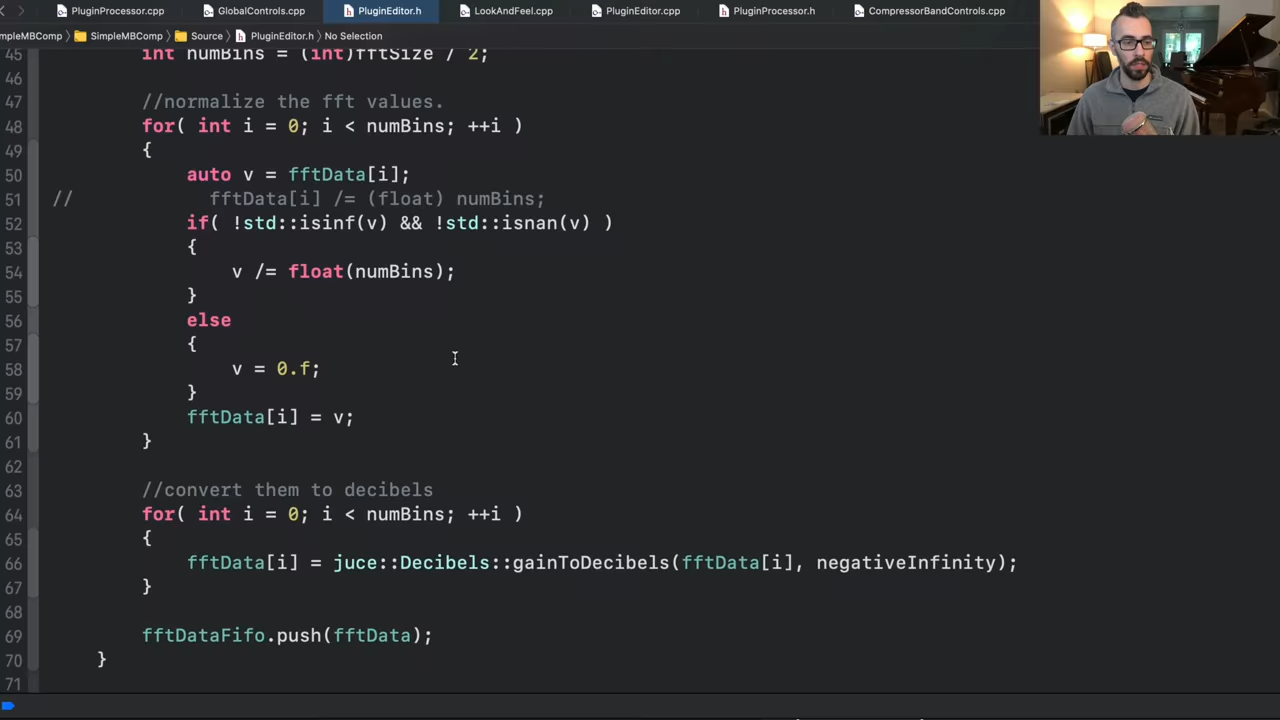 PluginProcessor.cpp GlobalControls.cpp PluginEditor.h LookAndFeel.cpp PluginEditor.cpp PluginProcessor.h CompressorBandControls.cpp
mpleMBComp SimpleMBComp Source PluginEditor.h No Selection
45 int numBins = (int)fftSize / 2;
46
47 //normalize the fft values.
48 for( int i = 0; i < numBins; ++i )
49 {
50 auto v = fftData[i];
51 // fftData[i] /= (float) numBins;
52 if( !std::isinf(v) && !std::isnan(v) )
53 {
54 v /= float(numBins);
55 }
56 else
57 {
58 v = 0.f;
59 }
60 fftData[i] = v;
61 }
62
63 //convert them to decibels
64 for( int i = 0; i < numBins; ++i )
65 {
66 fftData[i] = juce::Decibels::gainToDecibels(fftData[i], negativeInfinity);
67 }
68
69 fftDataFifo.push(fftData);
70 }
71